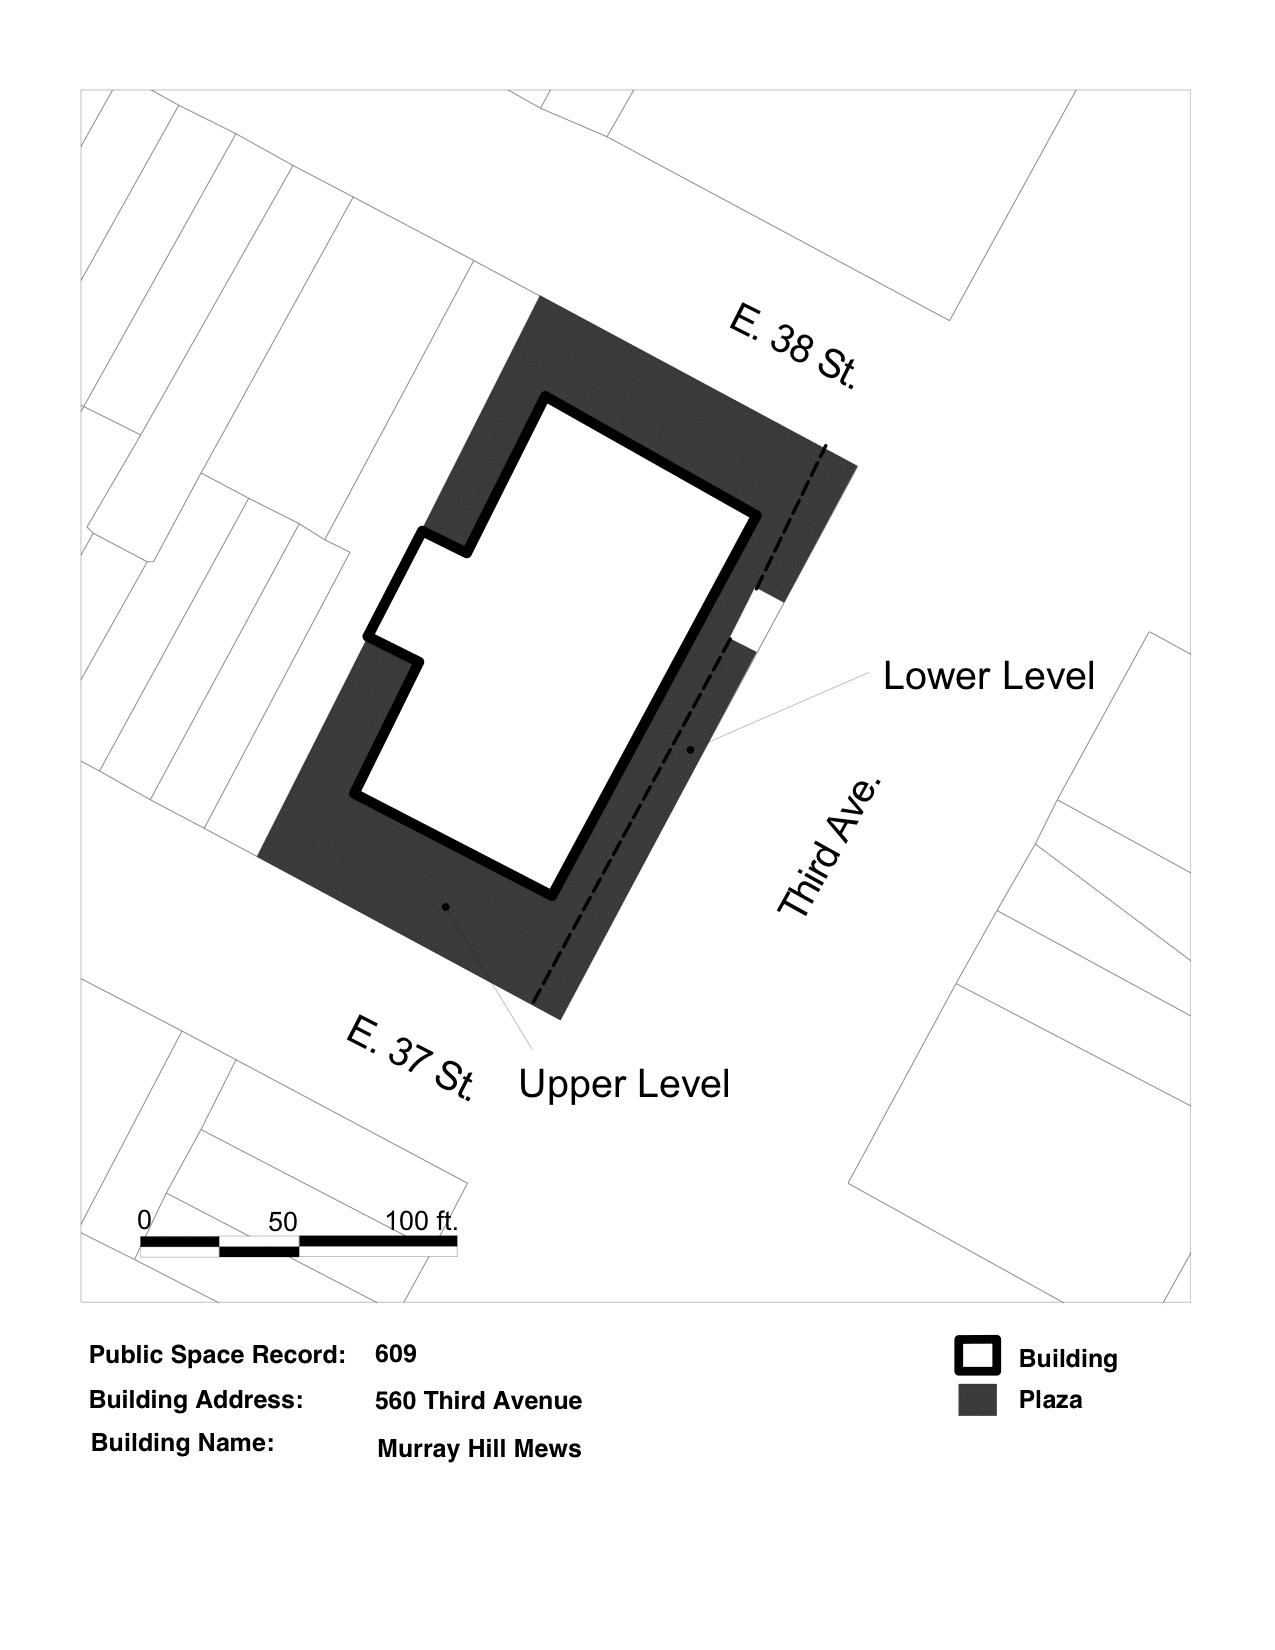 E. 38 St.
Lower Level
Third Ave.
E. 37 St.
Upper Level
0 50 100 ft.
Public Space Record: 609
Building Address: 560 Third Avenue
Building Name: Murray Hill Mews
Building
Plaza